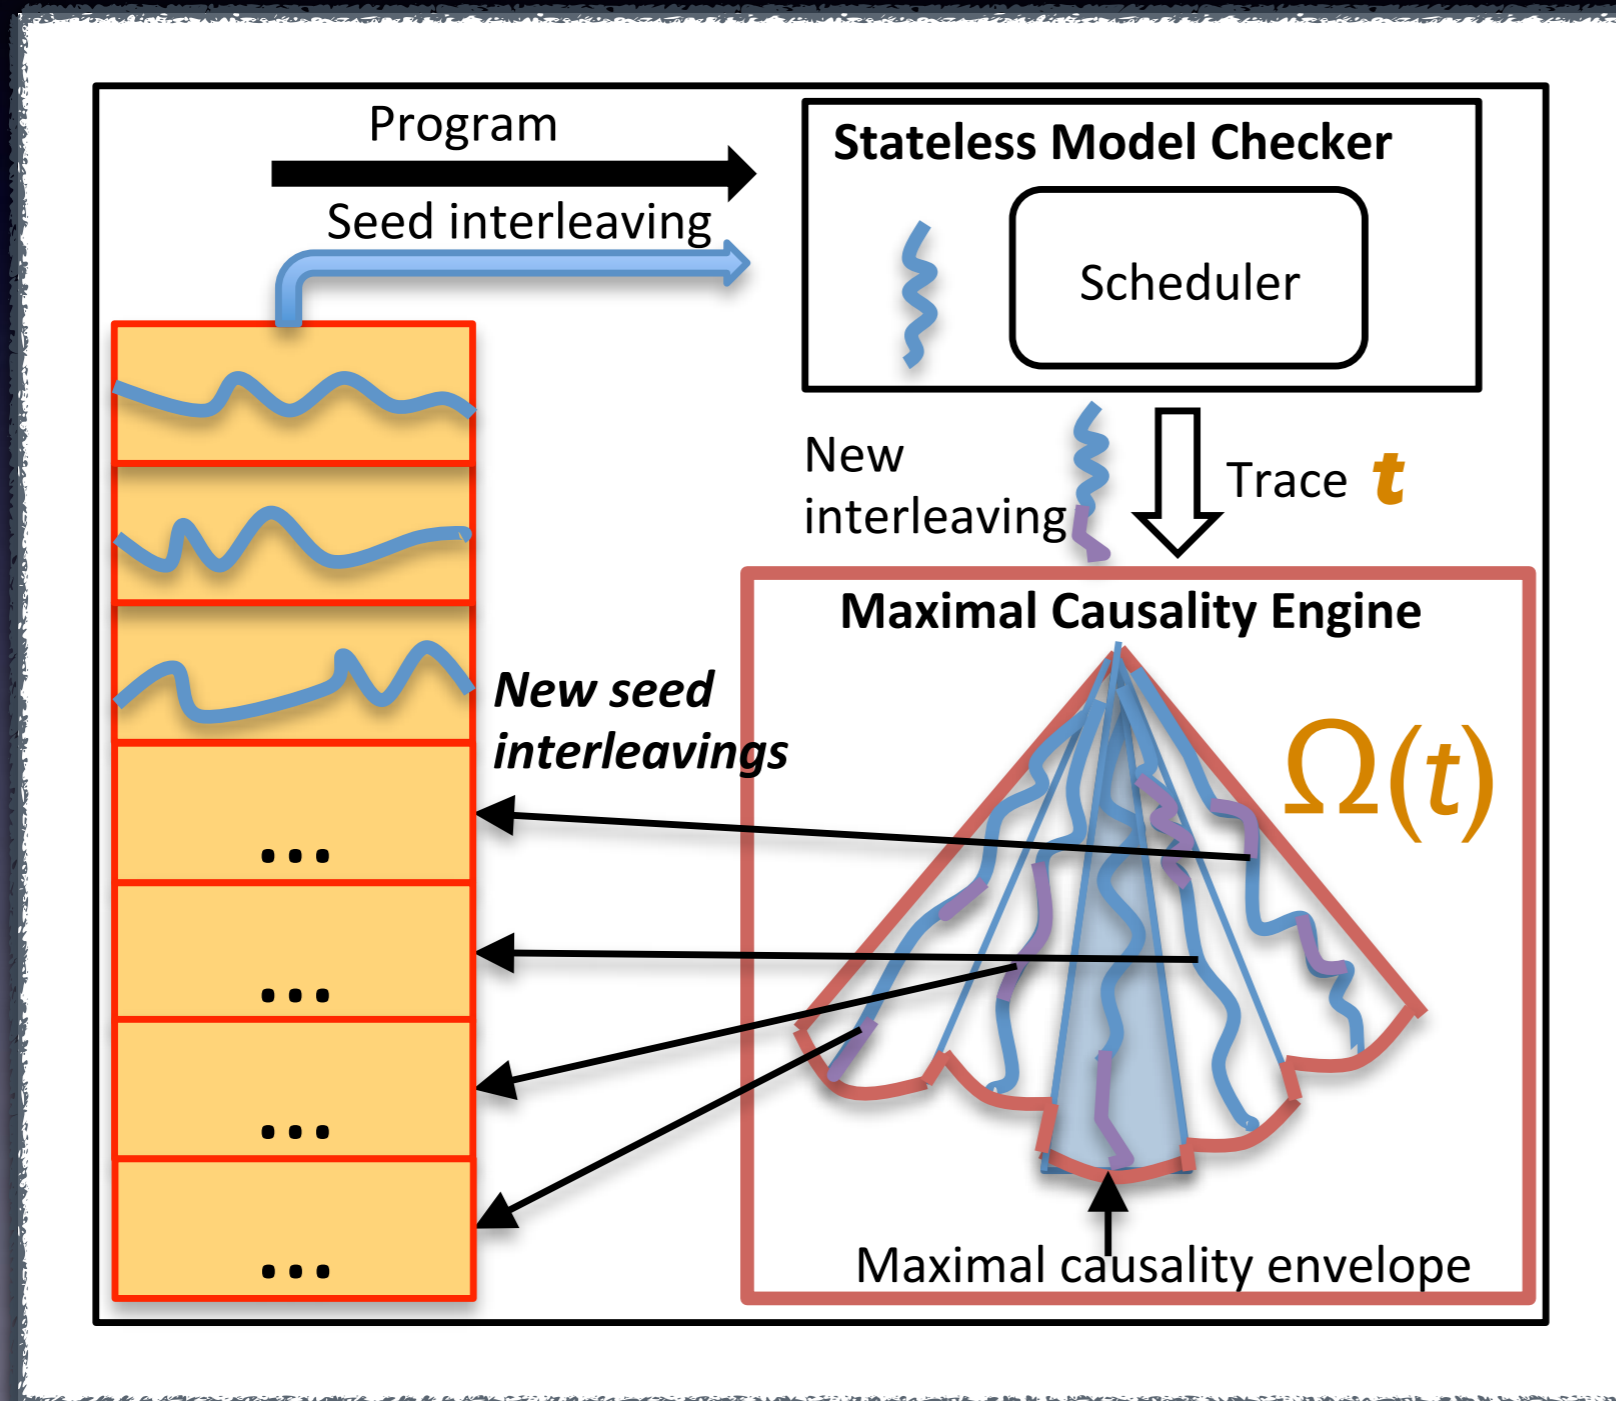 Program
Seed interleaving
Stateless Model Checker
Scheduler
New
interleaving
Trace t
Maximal Causality Engine
New seed
interleavings
Ω(t)
...
...
...
...
Maximal causality envelope